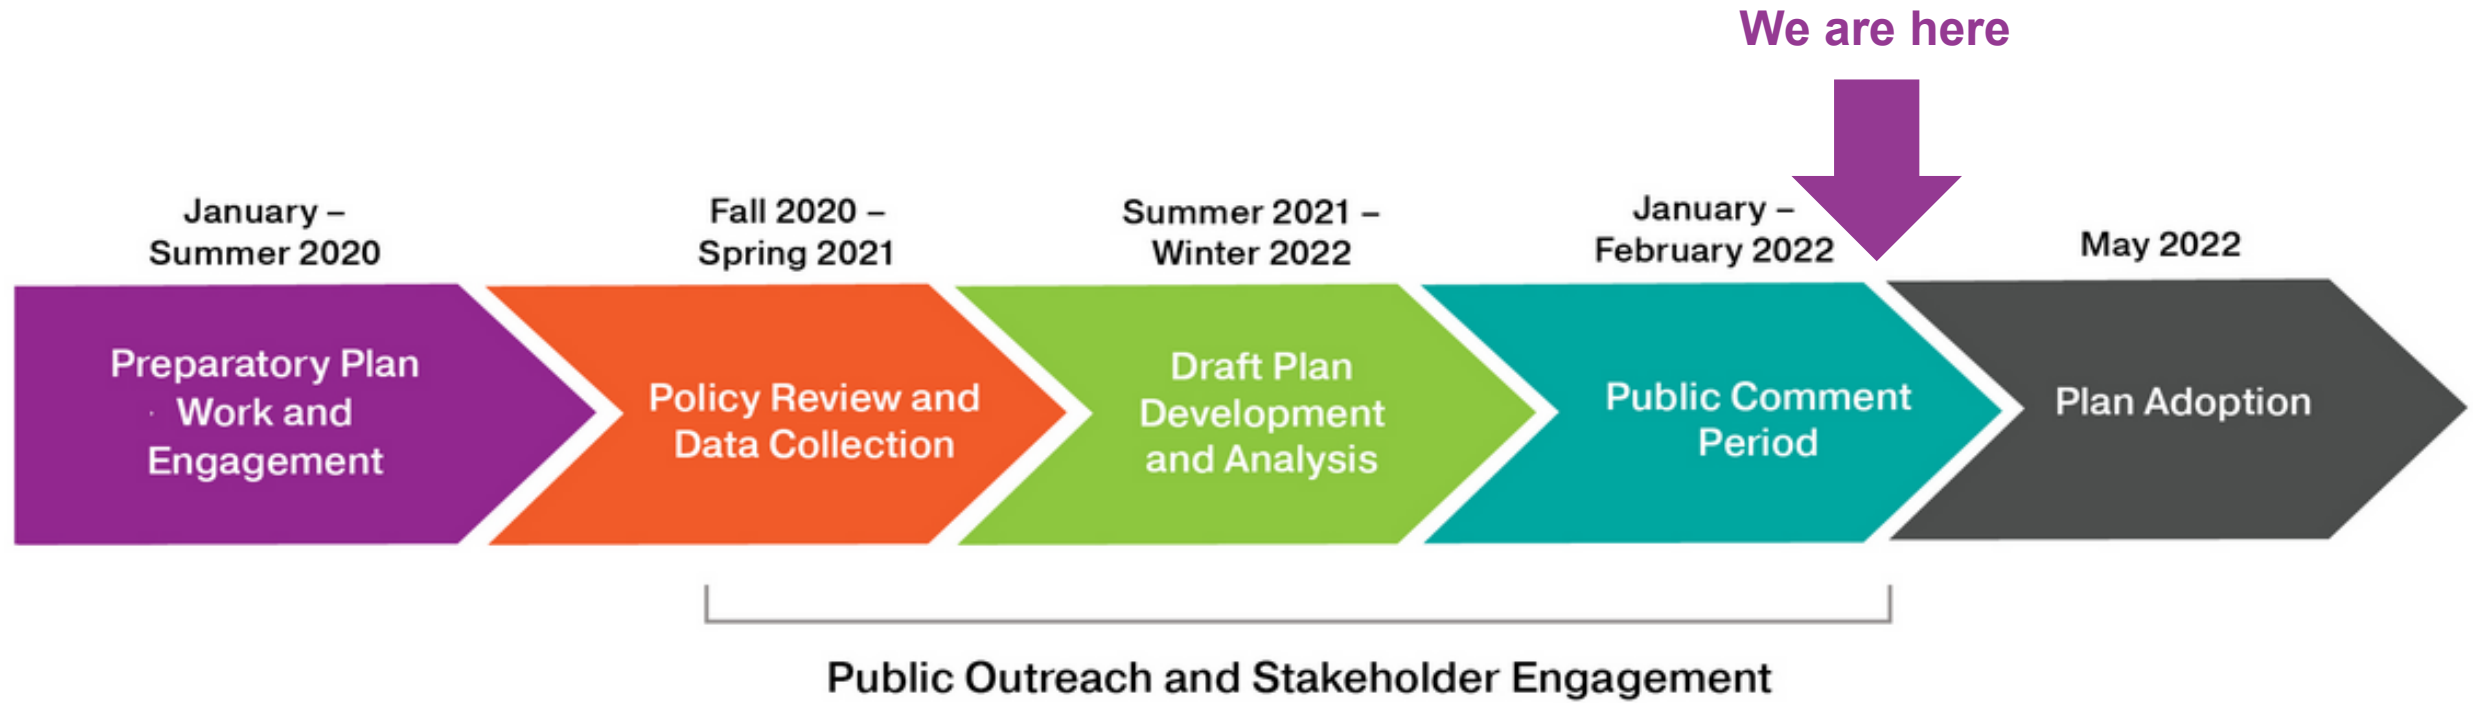 We are here
January –
Summer 2020
Fall 2020 –
Spring 2021
Summer 2021 –
Winter 2022
January –
February 2022
May 2022
Preparatory Plan
Work and
Engagement
Policy Review and
Data Collection
Draft Plan
Development
and Analysis
Public Comment
Period
Plan Adoption
Public Outreach and Stakeholder Engagement